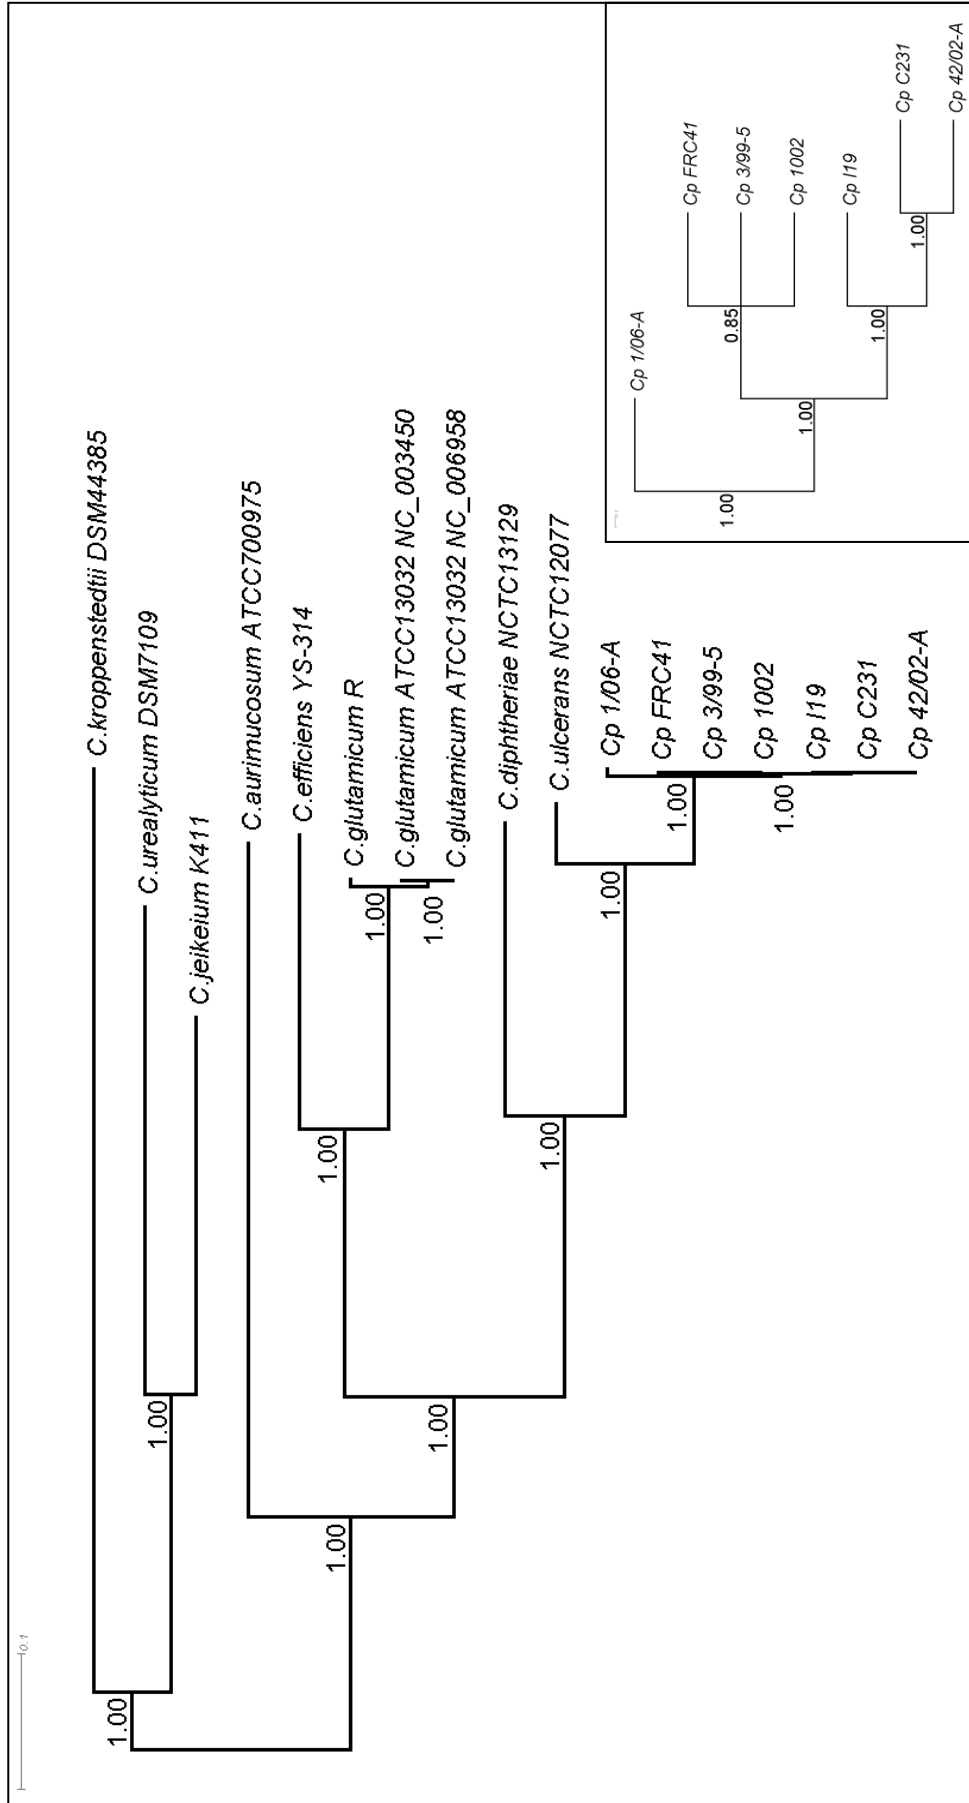 0.1
C.kroppenstedtii DSM44385
1.00
C.urealyticum DSM7109
1.00
C.jeikeium K411
C.aurimucosum ATCC700975
1.00
C.efficiens YS-314
1.00
C.glutamicum R
1.00
C.glutamicum ATCC13032 NC_003450
1.00
C.glutamicum ATCC13032 NC_006958
1.00
C.diphtheriae NCTC13129
1.00
C.ulcerans NCTC12077
1.00
Cp 1/06-A
Cp FRC41
1.00
Cp 3/99-5
Cp 1002
1.00
Cp I19
Cp C231
Cp 42/02-A
Cp 1/06-A
1.00
Cp FRC41
0.85
Cp 3/99-5
Cp 1002
1.00
Cp I19
1.00
Cp C231
1.00
Cp 42/02-A